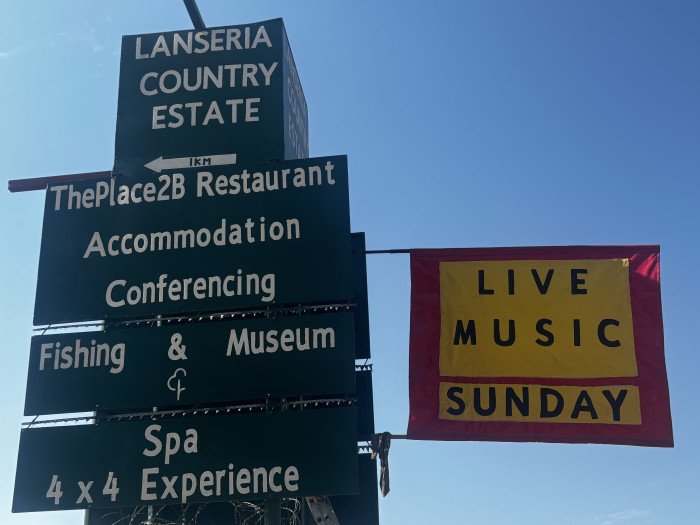 LANSERIA
COUNTRY
ESTATE
1KM
ThePlace2B Restaurant
Accommodation
Conferencing
Fishing & Museum
Spa
4 x 4 Experience
LIVE
MUSIC
SUNDAY